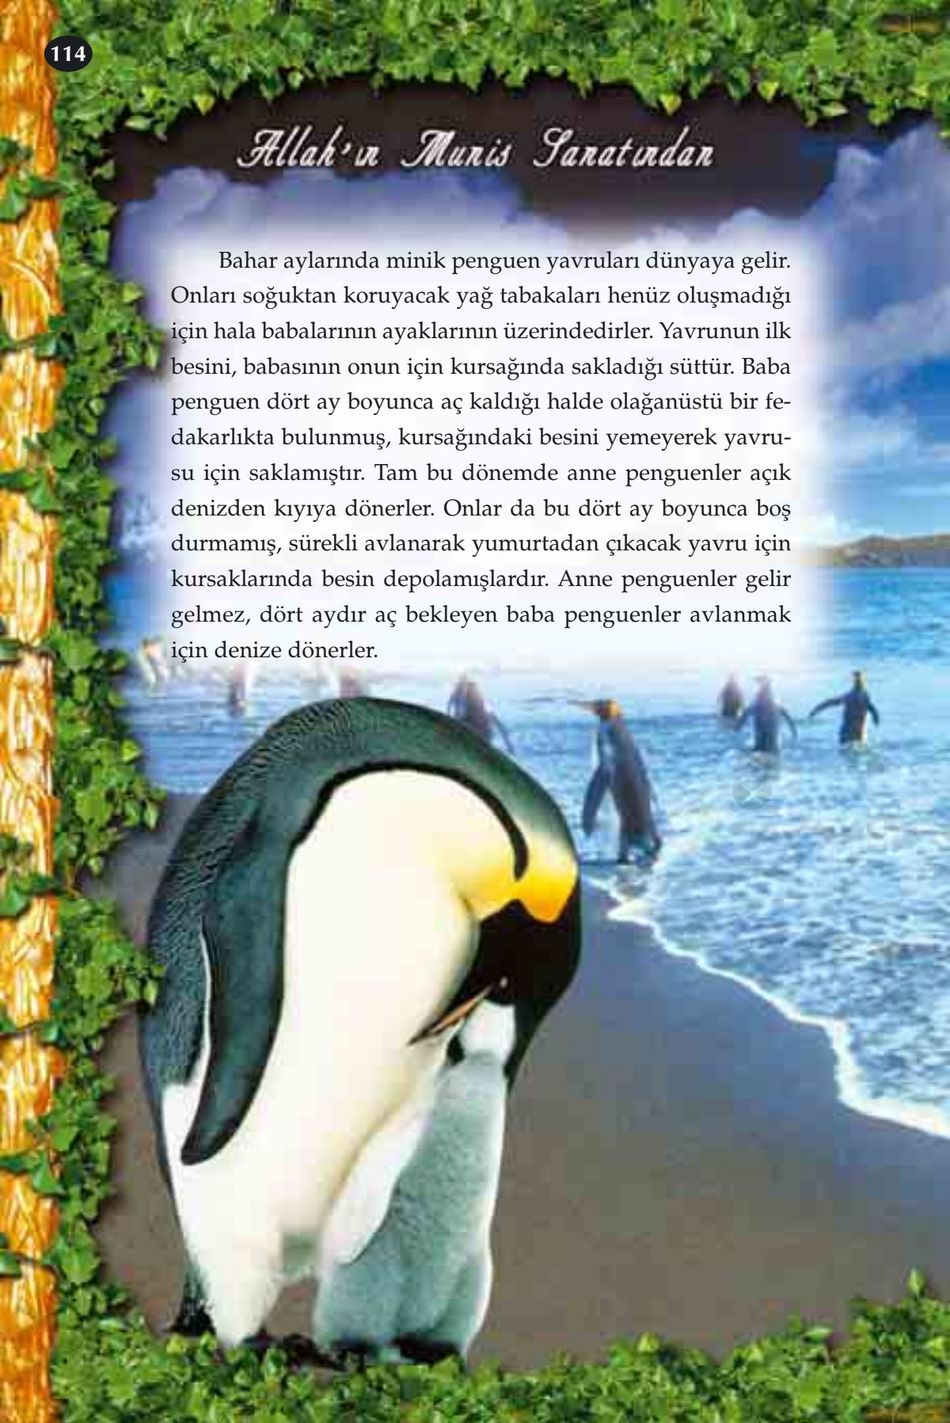 114
Allah'ın Munis Sanatından
Bahar aylarında minik penguen yavruları dünyaya gelir.
Onları soğuktan koruyacak yağ tabakaları henüz oluşmadığı
için hala babalarının ayaklarının üzerindedirler. Yavrunun ilk
besini, babasının onun için kursağında sakladığı süttür. Baba
penguen dört ay boyunca aç kaldığı halde olağanüstü bir fe-
dakarlıkta bulunmuş, kursağındaki besini yemeyerek yavru-
su için saklamıştır. Tam bu dönemde anne penguenler açık
denizden kıyıya dönerler. Onlar da bu dört ay boyunca boş
durmamış, sürekli avlanarak yumurtadan çıkacak yavru için
kursaklarında besin depolamışlardır. Anne penguenler gelir
gelmez, dört aydır aç bekleyen baba penguenler avlanmak
için denize dönerler.